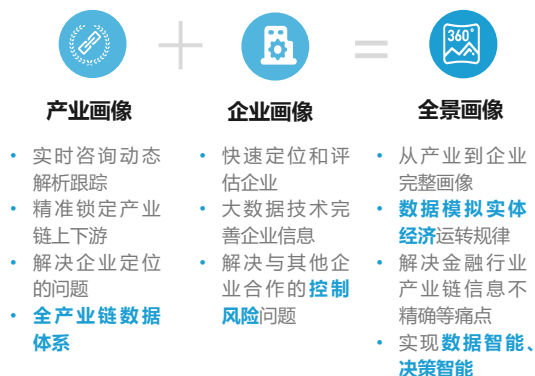 360°
产业画像
• 实时咨询动态
解析跟踪
• 精准锁定产业
链上下游
• 解决企业定位
的问题
• 全产业链数据
体系
企业画像
• 快速定位和评
估企业
• 大数据技术完
善企业信息
• 解决与其他企
业合作的控制
风险问题
全景画像
• 从产业到企业
完整画像
• 数据模拟实体
经济运转规律
• 解决金融行业
产业链信息不
精确等痛点
• 实现数据智能、
决策智能